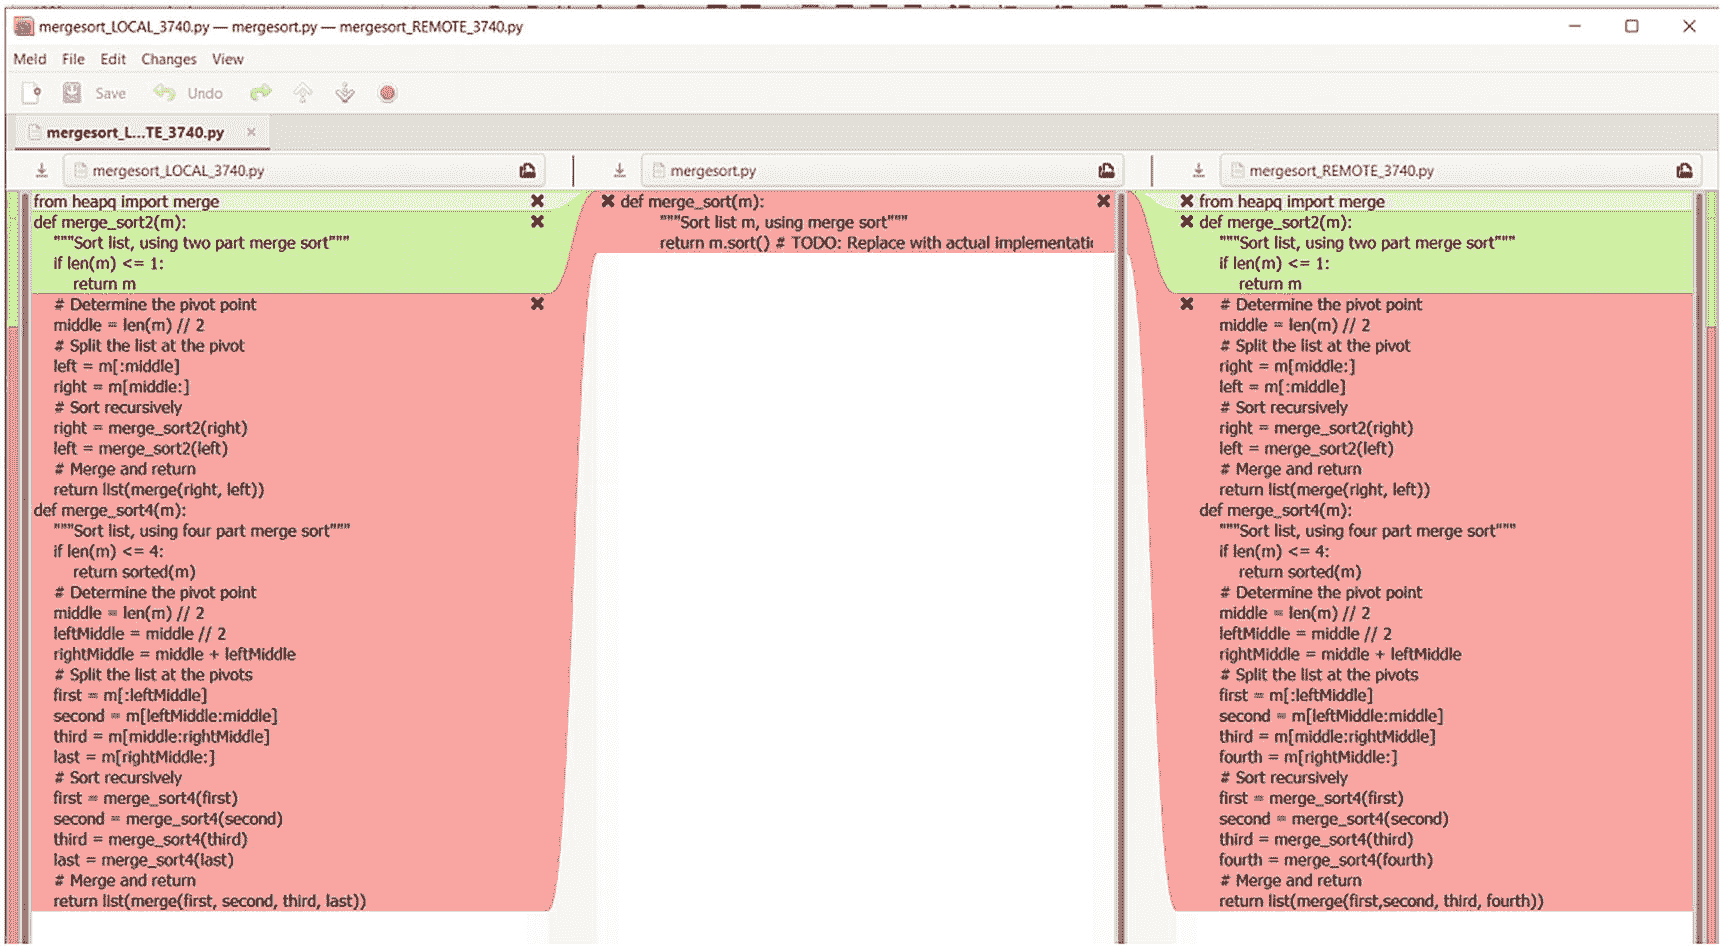 mergesort_LOCAL_3740.py — mergesort.py — mergesort_REMOTE_3740.py
Meld File Edit Changes View
Save Undo
mergesort_L...TE_3740.py
mergesort_LOCAL_3740.py
mergesort.py
mergesort_REMOTE_3740.py
from heapq import merge
def merge_sort2(m):
"""Sort list, using two part merge sort"""
if len(m) <= 1:
return m
# Determine the pivot point
middle = len(m) // 2
# Split the list at the pivot
left = m[:middle]
right = m[middle:]
# Sort recursively
right = merge_sort2(right)
left = merge_sort2(left)
# Merge and return
return list(merge(right, left))
def merge_sort4(m):
"""Sort list, using four part merge sort"""
if len(m) <= 4:
return sorted(m)
# Determine the pivot point
middle = len(m) // 2
leftMiddle = middle // 2
rightMiddle = middle + leftMiddle
# Split the list at the pivots
first = m[:leftMiddle]
second = m[leftMiddle:middle]
third = m[middle:rightMiddle]
last = m[rightMiddle:]
# Sort recursively
first = merge_sort4(first)
second = merge_sort4(second)
third = merge_sort4(third)
last = merge_sort4(last)
# Merge and return
return list(merge(first, second, third, last))
def merge_sort(m):
"""Sort list m, using merge sort"""
return m.sort() # TODO: Replace with actual implementatic
from heapq import merge
def merge_sort2(m):
"""Sort list, using two part merge sort"""
if len(m) <= 1:
return m
# Determine the pivot point
middle = len(m) // 2
# Split the list at the pivot
right = m[middle:]
left = m[:middle]
# Sort recursively
right = merge_sort2(right)
left = merge_sort2(left)
# Merge and return
return list(merge(right, left))
def merge_sort4(m):
"""Sort list, using four part merge sort"""
if len(m) <= 4:
return sorted(m)
# Determine the pivot point
middle = len(m) // 2
leftMiddle = middle // 2
rightMiddle = middle + leftMiddle
# Split the list at the pivots
first = m[:leftMiddle]
second = m[leftMiddle:middle]
third = m[middle:rightMiddle]
fourth = m[rightMiddle:]
# Sort recursively
first = merge_sort4(first)
second = merge_sort4(second)
third = merge_sort4(third)
fourth = merge_sort4(fourth)
# Merge and return
return list(merge(first,second, third, fourth))